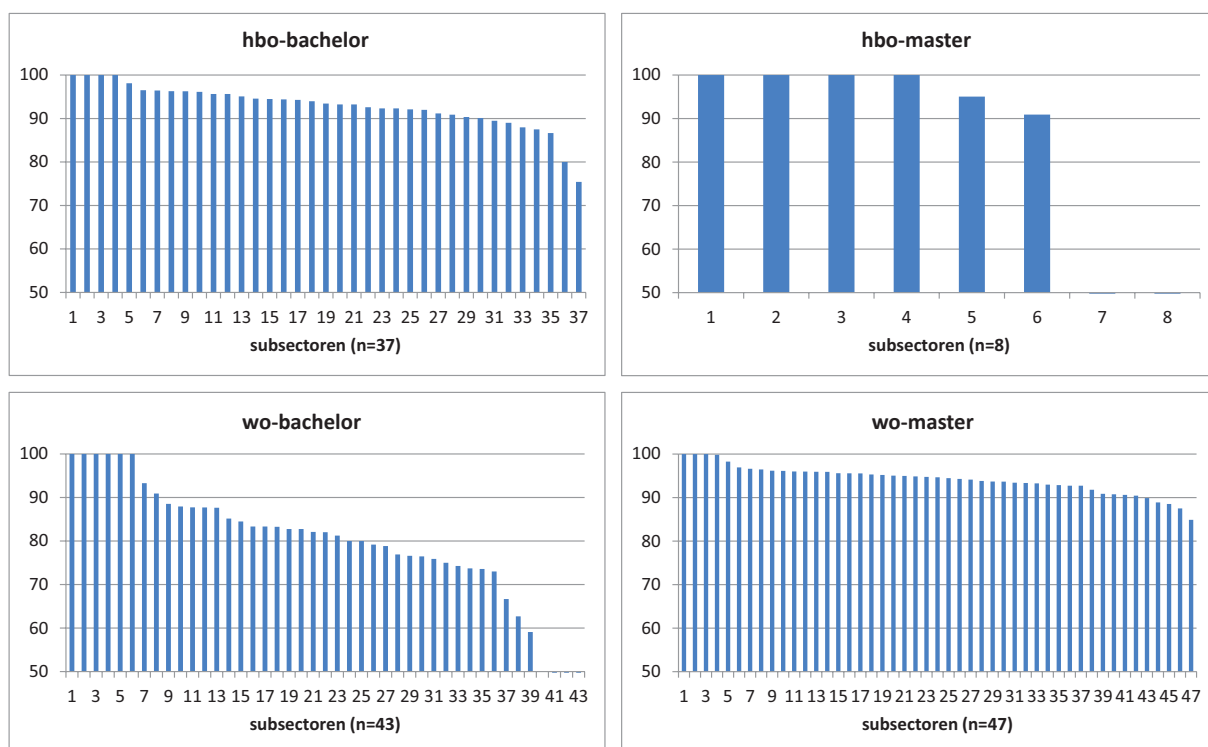 hbo-bachelor
100
90
80
70
60
50
1 3 5 7 9 11 13 15 17 19 21 23 25 27 29 31 33 35 37
subsectoren (n=37)
hbo-master
100
90
80
70
60
50
1 2 3 4 5 6 7 8
subsectoren (n=8)
wo-bachelor
100
90
80
70
60
50
1 3 5 7 9 11 13 15 17 19 21 23 25 27 29 31 33 35 37 39 41 43
subsectoren (n=43)
wo-master
100
90
80
70
60
50
1 3 5 7 9 11 13 15 17 19 21 23 25 27 29 31 33 35 37 39 41 43 45 47
subsectoren (n=47)